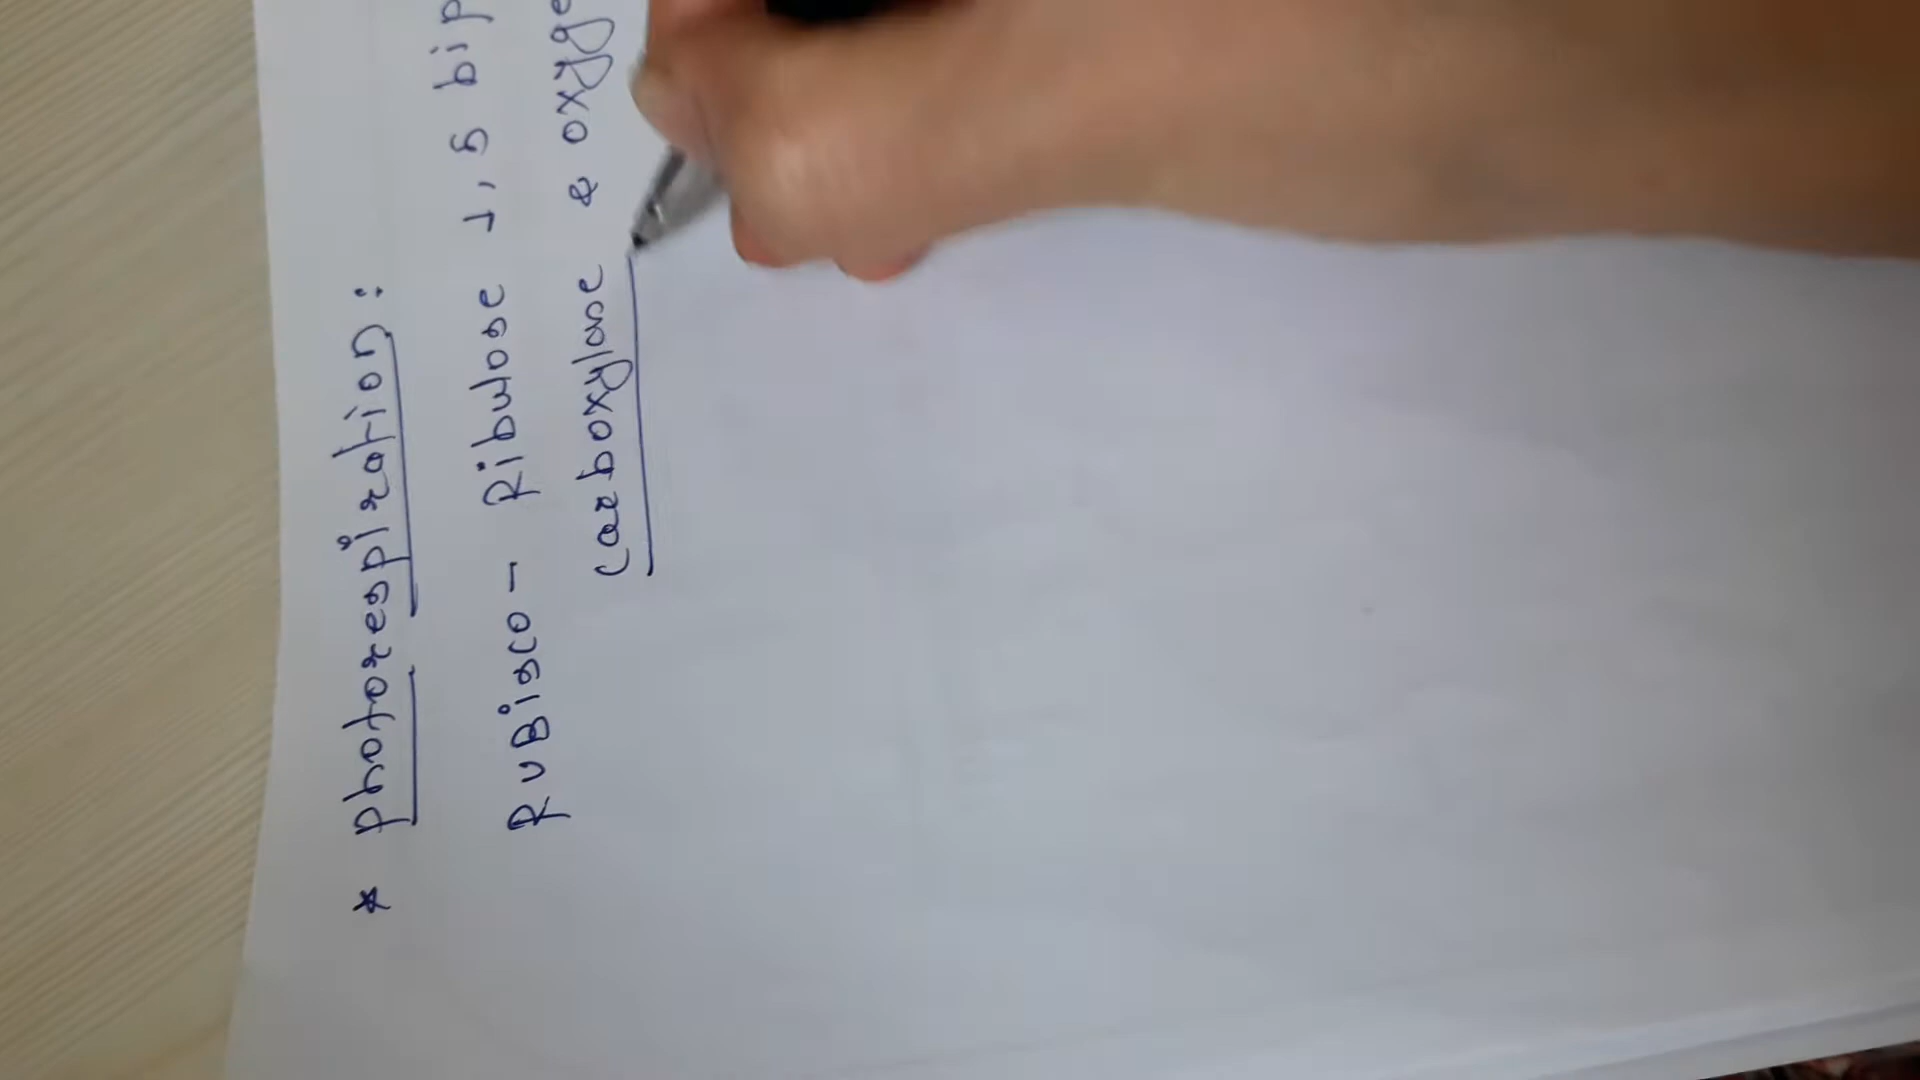 * photorespiration:
RuBisco - Ribulose 1,5 bip
carboxylase & oxyge